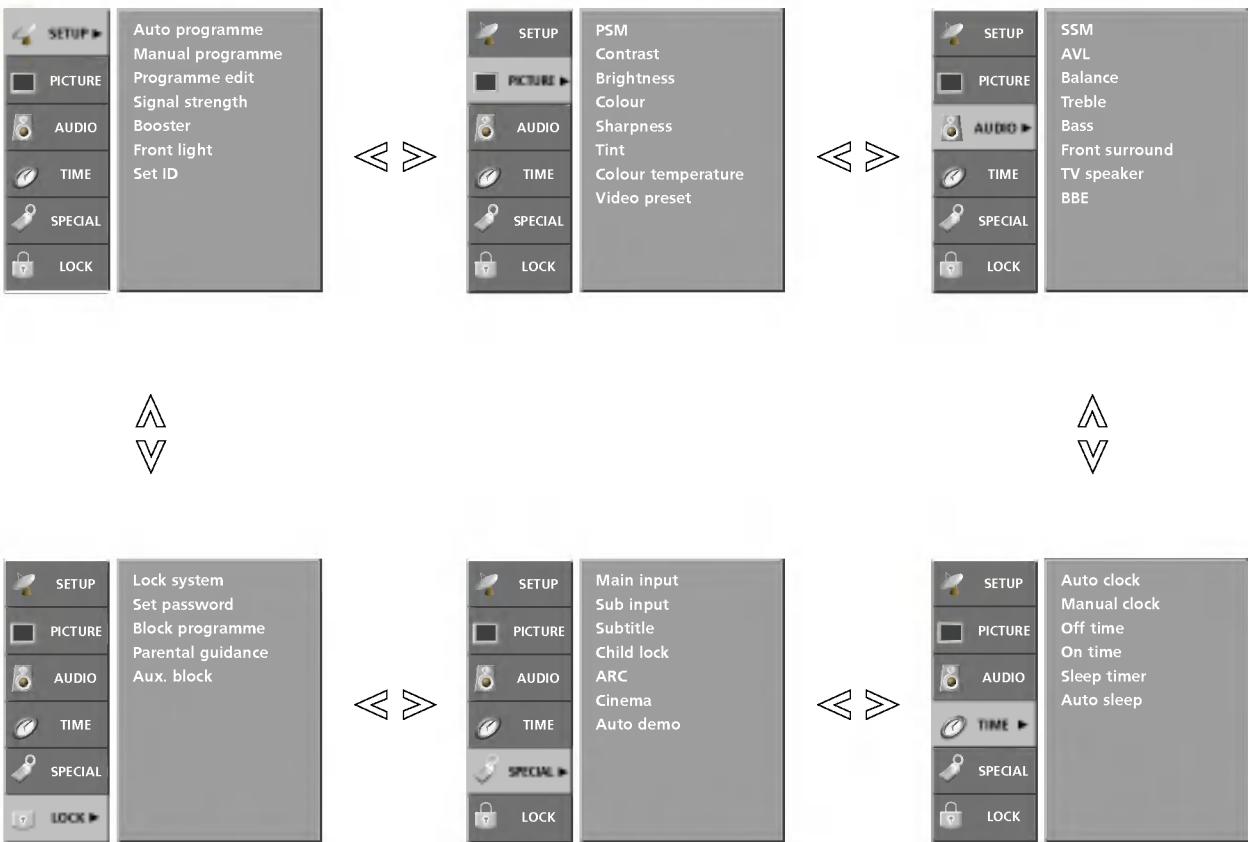 SETUP
PICTURE
AUDIO
TIME
SPECIAL
LOCK
Auto programme
Manual programme
Programme edit
Signal strength
Booster
Front light
Set ID
SETUP
PICTURE
AUDIO
TIME
SPECIAL
LOCK
PSM
Contrast
Brightness
Colour
Sharpness
Tint
Colour temperature
Video preset
SETUP
PICTURE
AUDIO
TIME
SPECIAL
LOCK
SSM
AVL
Balance
Treble
Bass
Front surround
TV speaker
BBE
SETUP
PICTURE
AUDIO
TIME
SPECIAL
LOCK
Lock system
Set password
Block programme
Parental guidance
Aux. block
SETUP
PICTURE
AUDIO
TIME
SPECIAL
LOCK
Main input
Sub input
Subtitle
Child lock
ARC
Cinema
Auto demo
SETUP
PICTURE
AUDIO
TIME
SPECIAL
LOCK
Auto clock
Manual clock
Off time
On time
Sleep timer
Auto sleep